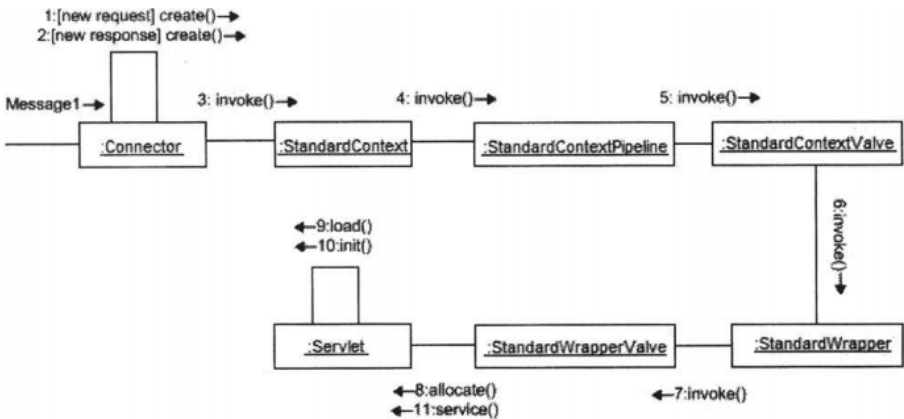 1:[new request] create()→
2:[new response] create()→
Message1→
3: invoke()→
4: invoke()→
5: invoke()→
:Connector
:StandardContext
:StandardContextPipeline
:StandardContextValve
6:invoke()→
←9:load()
←10:init()
:Servlet
:StandardWrapperValve
:StandardWrapper
←8:allocate()
←11:service()
←7:invoke()